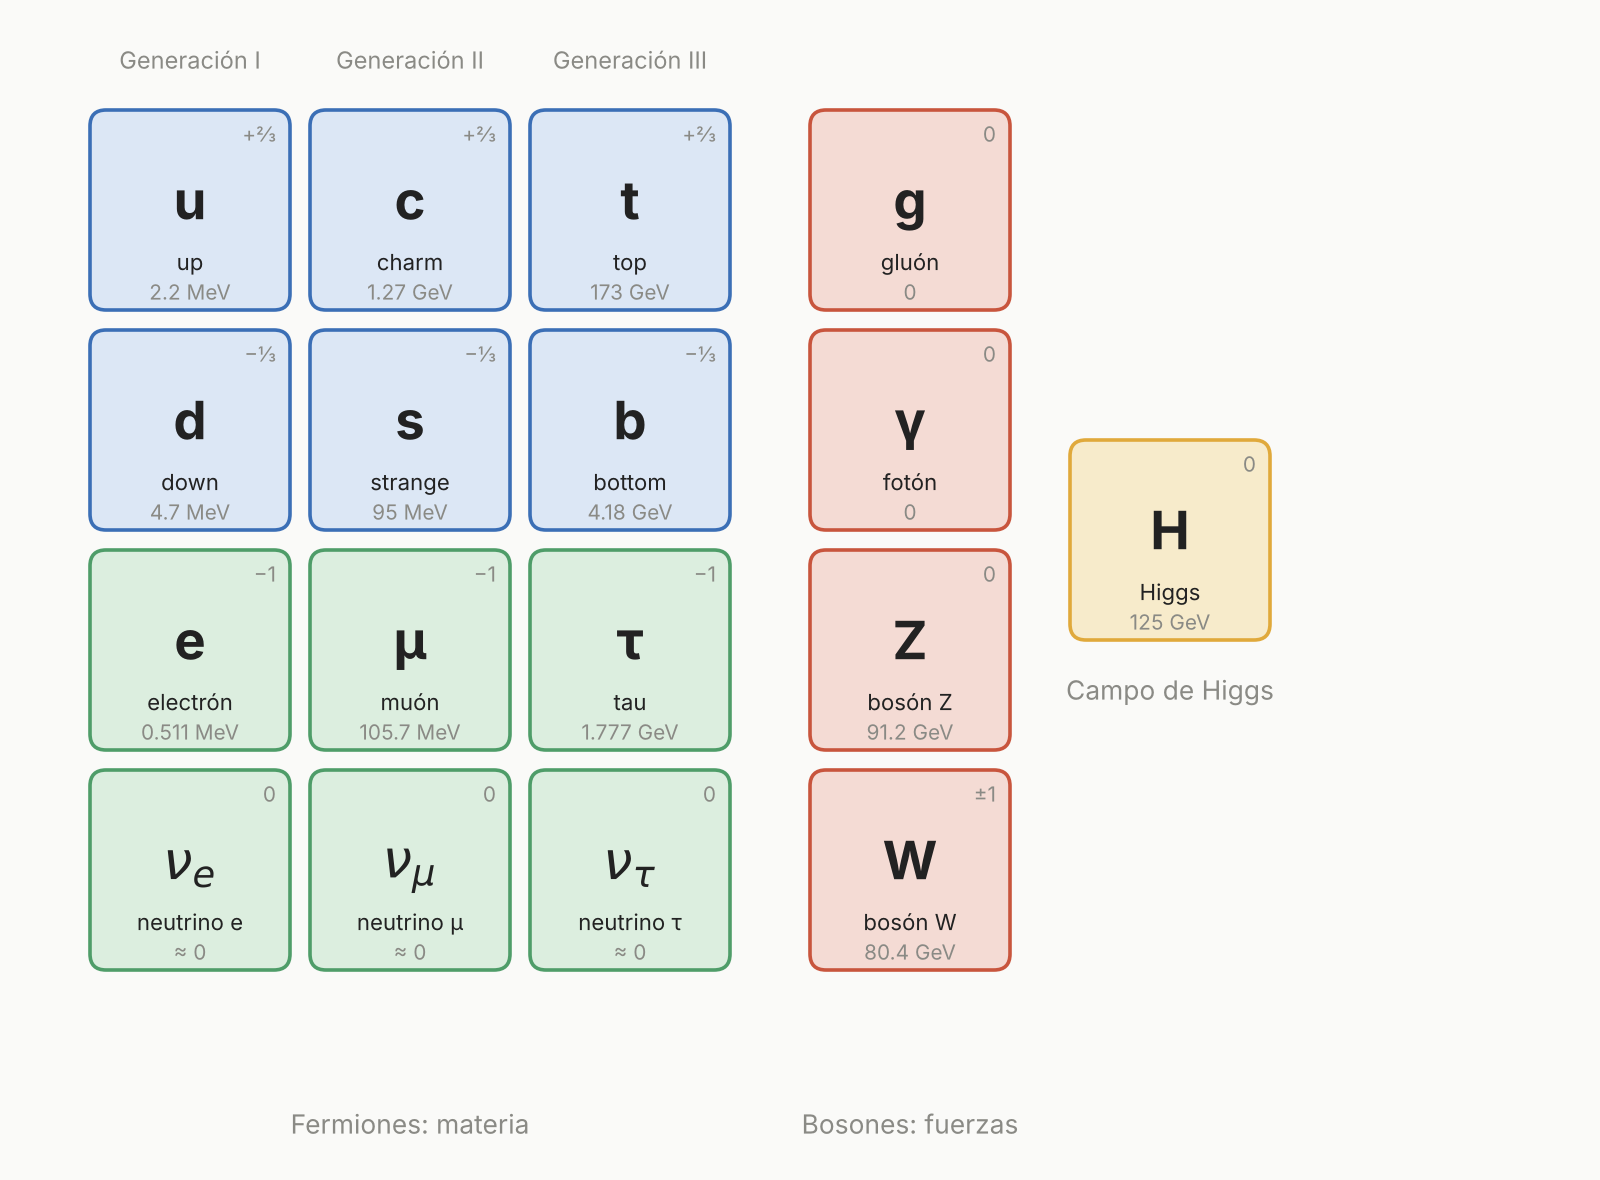 Generación I
Generación II
Generación III
+⅔
u
up
2.2 MeV
+⅔
c
charm
1.27 GeV
+⅔
t
top
173 GeV
0
g
gluón
0
−⅓
d
down
4.7 MeV
−⅓
s
strange
95 MeV
−⅓
b
bottom
4.18 GeV
0
γ
fotón
0
0
H
Higgs
125 GeV
Campo de Higgs
−1
e
electrón
0.511 MeV
−1
μ
muón
105.7 MeV
−1
τ
tau
1.777 GeV
0
Z
bosón Z
91.2 GeV
0
νe
neutrino e
≈ 0
0
νμ
neutrino μ
≈ 0
0
ντ
neutrino τ
≈ 0
±1
W
bosón W
80.4 GeV
Fermiones: materia
Bosones: fuerzas